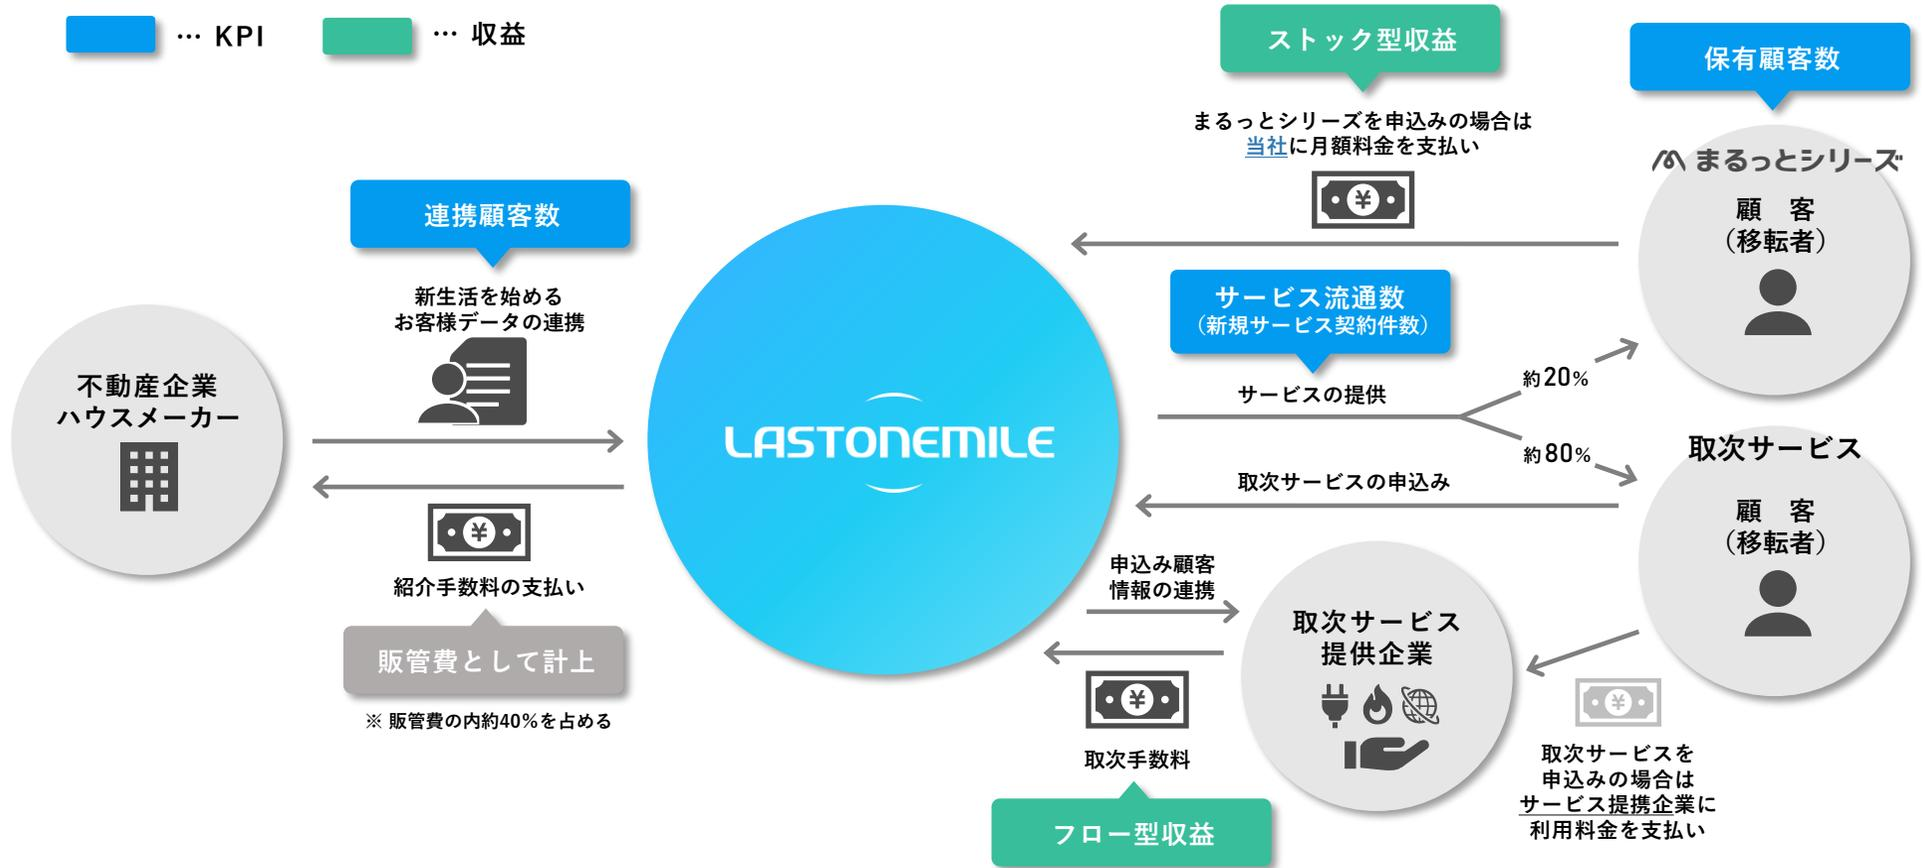 … KPI
… 収益
ストック型収益
保有顧客数
まるっとシリーズを申込みの場合は
当社に月額料金を支払い
まるっとシリーズ
顧　客
（移転者）
連携顧客数
新生活を始める
お客様データの連携
不動産企業
ハウスメーカー
紹介手数料の支払い
販管費として計上
※ 販管費の内約40%を占める
LASTONEMILE
サービス流通数
（新規サービス契約件数）
サービスの提供
約20%
約80%
取次サービス
顧　客
（移転者）
取次サービスの申込み
申込み顧客
情報の連携
取次サービス
提供企業
取次手数料
フロー型収益
取次サービスを
申込みの場合は
サービス提携企業に
利用料金を支払い